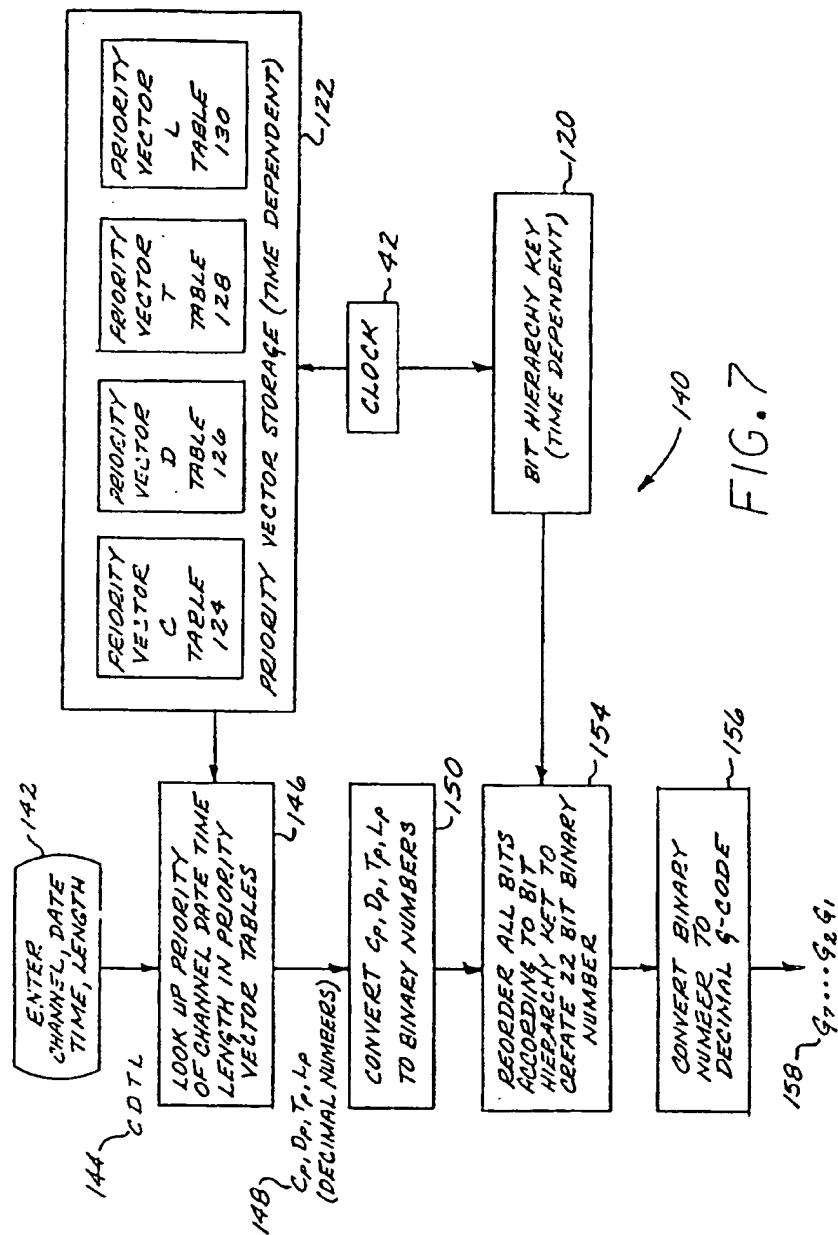 ENTER
CHANNEL, DATE
TIME, LENGTH
142
144
CDTL
LOOK UP PRIORITY
OF CHANNEL DATE TIME
LENGTH IN PRIORITY
VECTOR TABLES
146
148
Cp, Dp, Tp, Lp
(DECIMAL NUMBERS)
CONVERT Cp, Dp, Tp, Lp
TO BINARY NUMBERS
150
REORDER ALL BITS
ACCORDING TO BIT
HIERARCHY KEY TO
CREATE 22 BIT BINARY
NUMBER
154
CONVERT BINARY
NUMBER TO
DECIMAL G-CODE
156
158
G7...G2 G1
PRIORITY
VECTOR
C
TABLE
124
PRIORITY
VECTOR
D
TABLE
126
PRIORITY
VECTOR
T
TABLE
128
PRIORITY
VECTOR
L
TABLE
130
PRIORITY VECTOR STORAGE (TIME DEPENDENT)
122
CLOCK
42
BIT HIERARCHY KEY
(TIME DEPENDENT)
120
140
FIG. 7